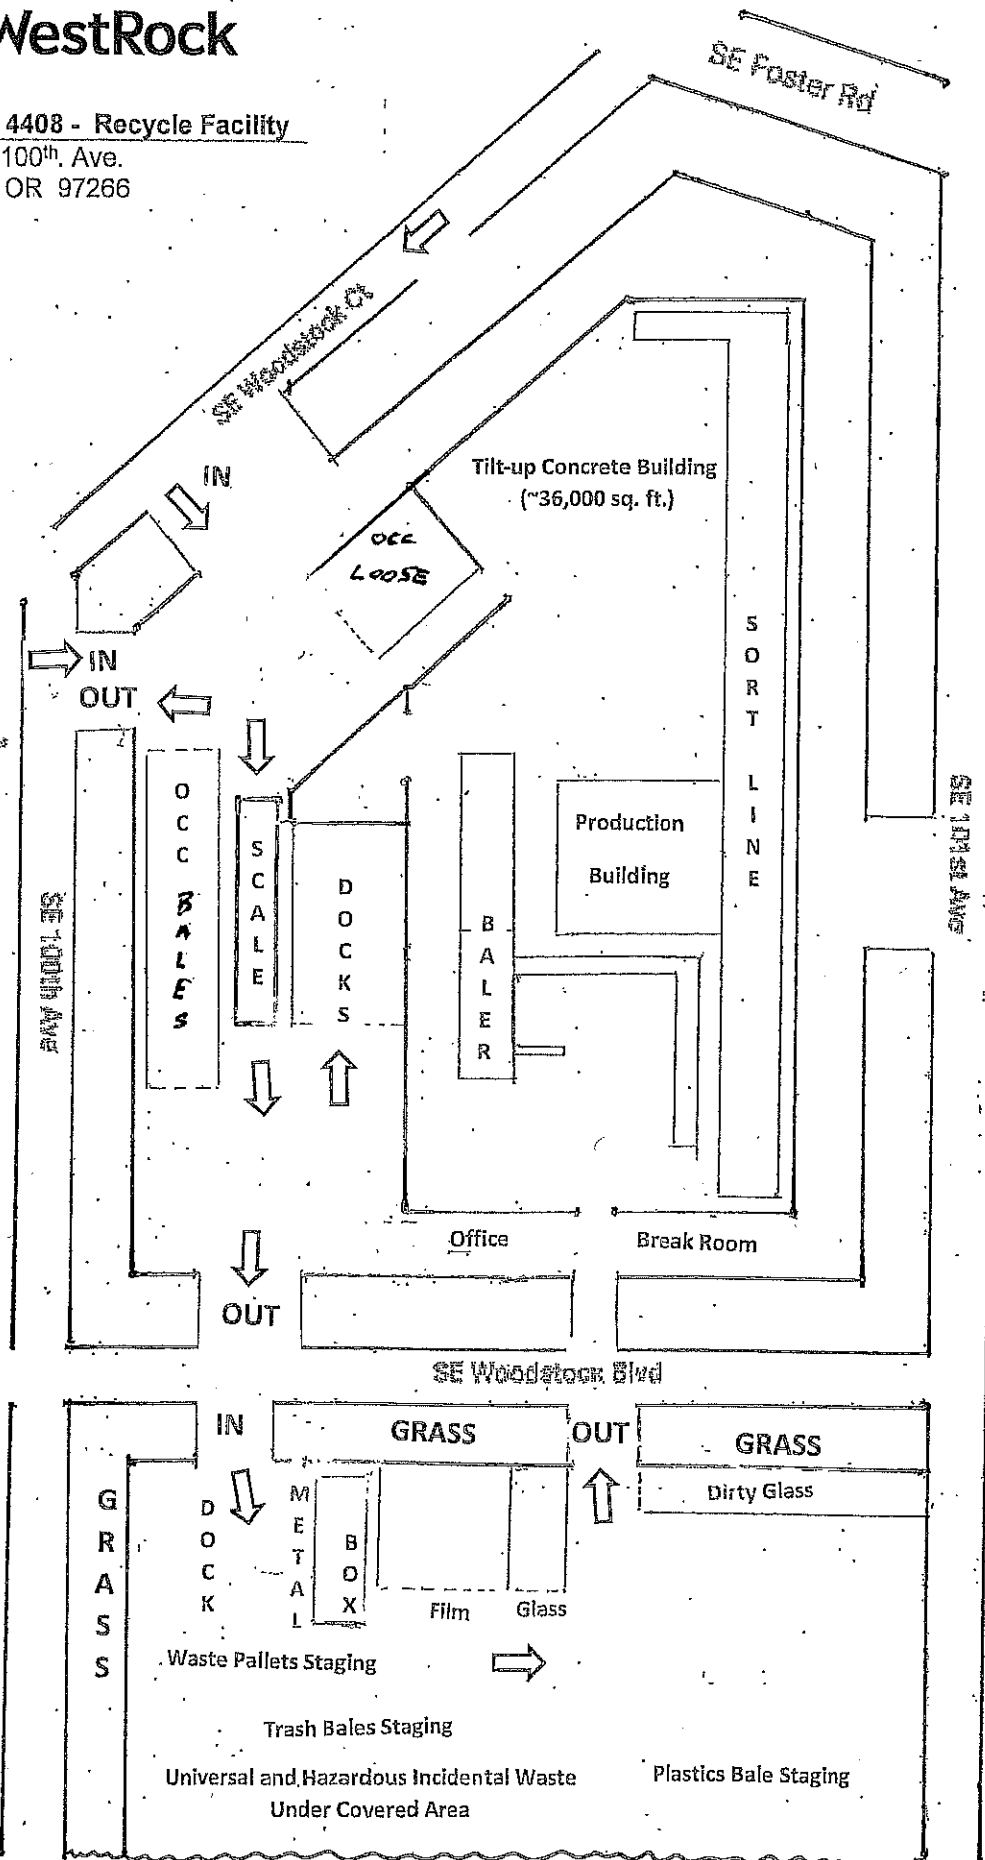 WestRock
4408 - Recycle Facility
100th. Ave.
OR 97266
SE Foster Rd
SE Woodstock Ct
IN
Tilt-up Concrete Building
(~36,000 sq. ft.)
OCC
LOOSE
IN
OUT
SORT LINE
OCC BALES
SCALE
DOCKS
BALER
Production
Building
SE 100th Ave
SE 101st Ave
Office
Break Room
OUT
SE Woodstock Blvd
IN
GRASS
OUT
GRASS
Dirty Glass
GRASS
DOCK
METAL
BOX
Film
Glass
Waste Pallets Staging
Trash Bales Staging
Universal and Hazardous Incidental Waste
Under Covered Area
Plastics Bale Staging